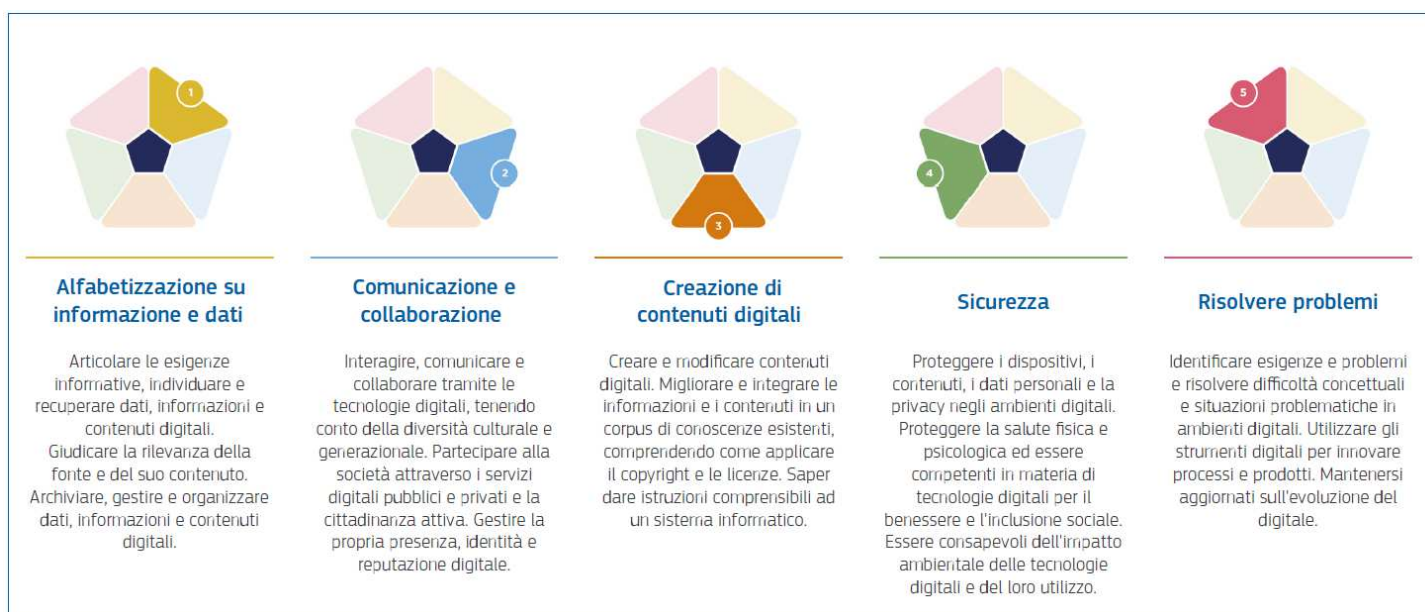 1
Alfabetizzazione su
informazione e dati
Articolare le esigenze
informative, individuare e
recuperare dati, informazioni e
contenuti digitali.
Giudicare la rilevanza della
fonte e del suo contenuto.
Archiviare, gestire e organizzare
dati, informazioni e contenuti
digitali.
2
Comunicazione e
collaborazione
Interagire, comunicare e
collaborare tramite le
tecnologie digitali, tenendo
conto della diversità culturale e
generazionale. Partecipare alla
società attraverso i servizi
digitali pubblici e privati e la
cittadinanza attiva. Gestire la
propria presenza, identità e
reputazione digitale.
3
Creazione di
contenuti digitali
Creare e modificare contenuti
digitali. Migliorare e integrare le
informazioni e i contenuti in un
corpus di conoscenze esistenti,
comprendendo come applicare
il copyright e le licenze. Saper
dare istruzioni comprensibili ad
un sistema informatico.
4
Sicurezza
Proteggere i dispositivi, i
contenuti, i dati personali e la
privacy negli ambienti digitali.
Proteggere la salute fisica e
psicologica ed essere
competenti in materia di
tecnologie digitali per il
benessere e l'inclusione sociale.
Essere consapevoli dell'impatto
ambientale delle tecnologie
digitali e del loro utilizzo.
5
Risolvere problemi
Identificare esigenze e problemi
e risolvere difficoltà concettuali
e situazioni problematiche in
ambienti digitali. Utilizzare gli
strumenti digitali per innovare
processi e prodotti. Mantenersi
aggiornati sull'evoluzione del
digitale.